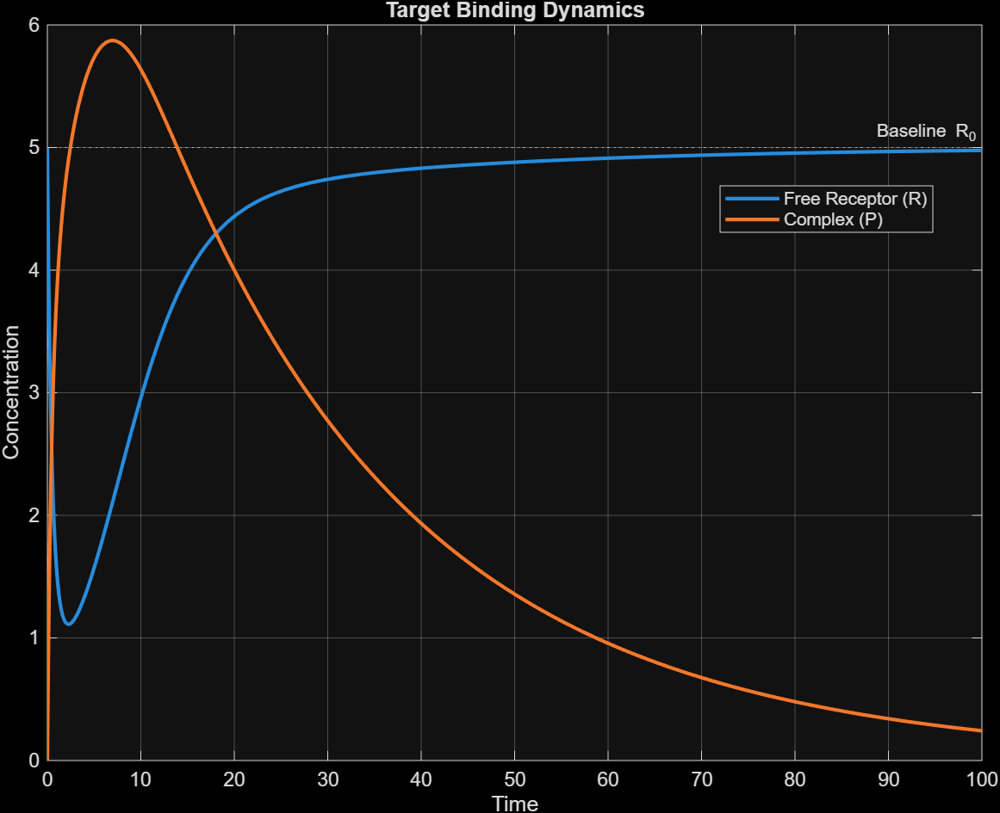 Target Binding Dynamics
6
5
4
3
2
1
0
Concentration
Baseline R₀
Free Receptor (R)
Complex (P)
0 10 20 30 40 50 60 70 80 90 100
Time